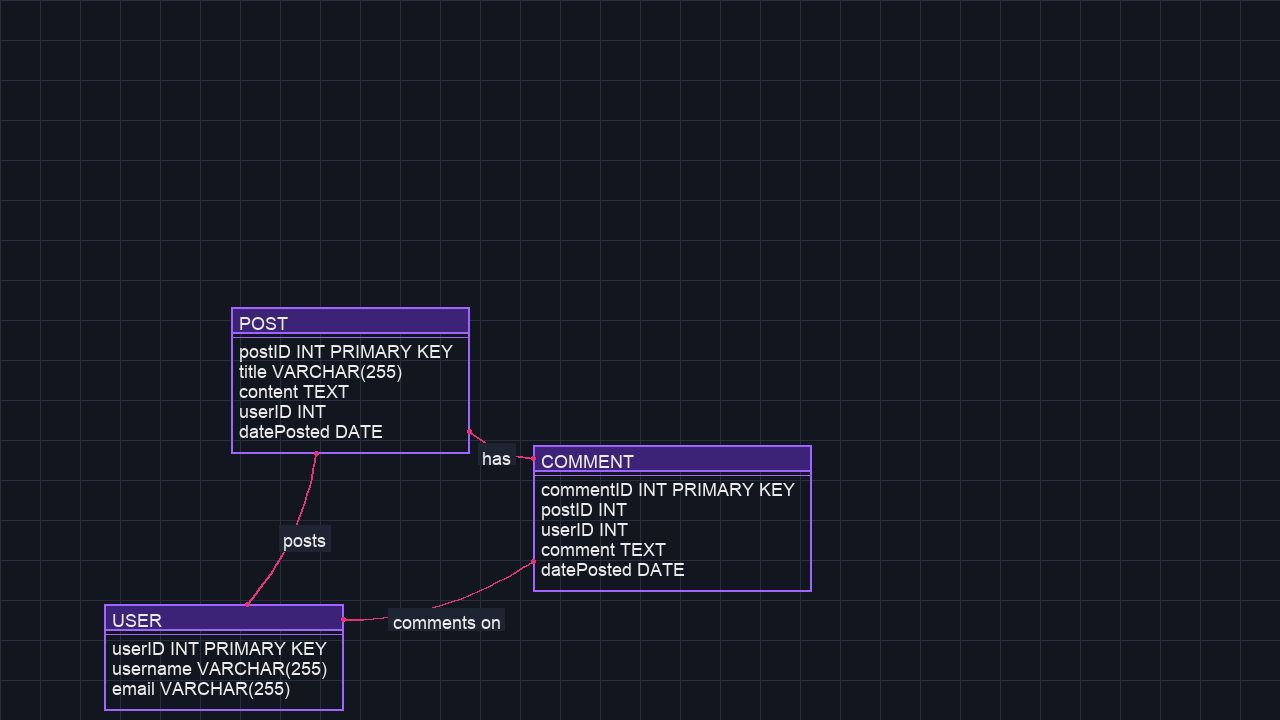 POST
postID INT PRIMARY KEY
title VARCHAR(255)
content TEXT
userID INT
datePosted DATE
has
COMMENT
commentID INT PRIMARY KEY
postID INT
userID INT
comment TEXT
datePosted DATE
posts
comments on
USER
userID INT PRIMARY KEY
username VARCHAR(255)
email VARCHAR(255)